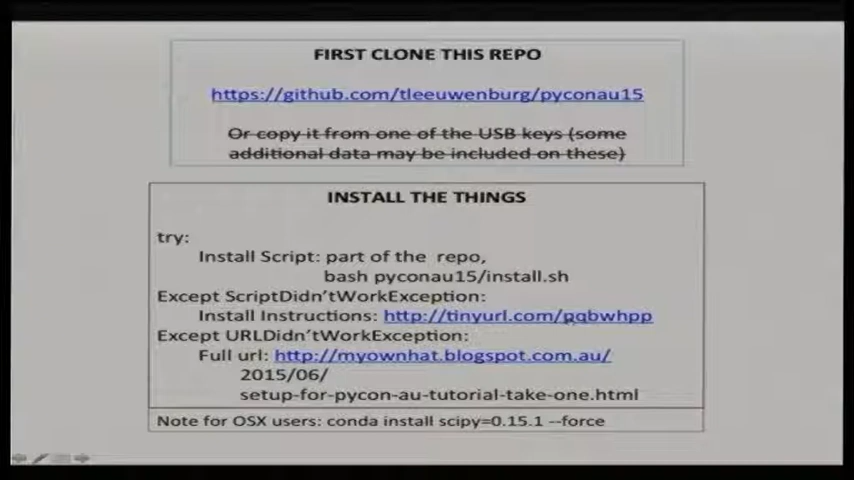 FIRST CLONE THIS REPO
https://github.com/tleeuwenburg/pyconau15
Or copy it from one of the USB keys (some
additional data may be included on these)
INSTALL THE THINGS
try:
Install Script: part of the repo,
bash pyconau15/install.sh
Except ScriptDidn'tWorkException:
Install Instructions: http://tinyurl.com/pqbwhpp
Except URLDidn'tWorkException:
Full url: http://myownhat.blogspot.com.au/
2015/06/
setup-for-pycon-au-tutorial-take-one.html
Note for OSX users: conda install scipy=0.15.1 --force